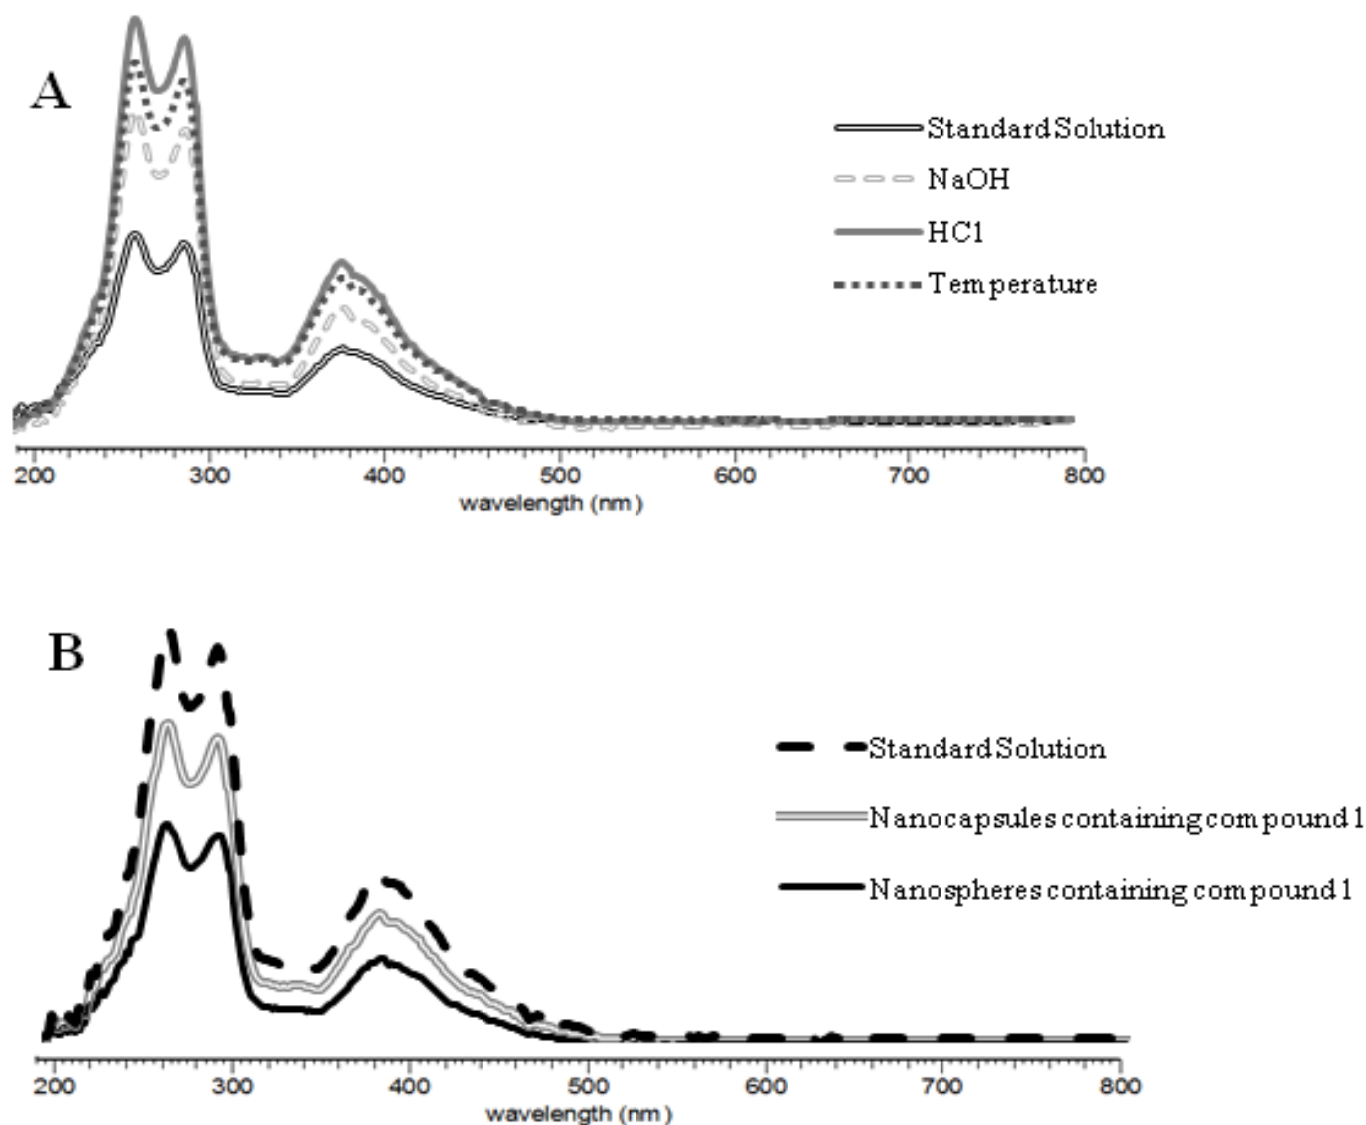 A
Standard Solution
NaOH
HCl
Temperature
200 300 400 500 600 700 800
wavelength (nm)
B
Standard Solution
Nanocapsules containing compound 1
Nanospheres containing compound 1
200 300 400 500 600 700 800
wavelength (nm)